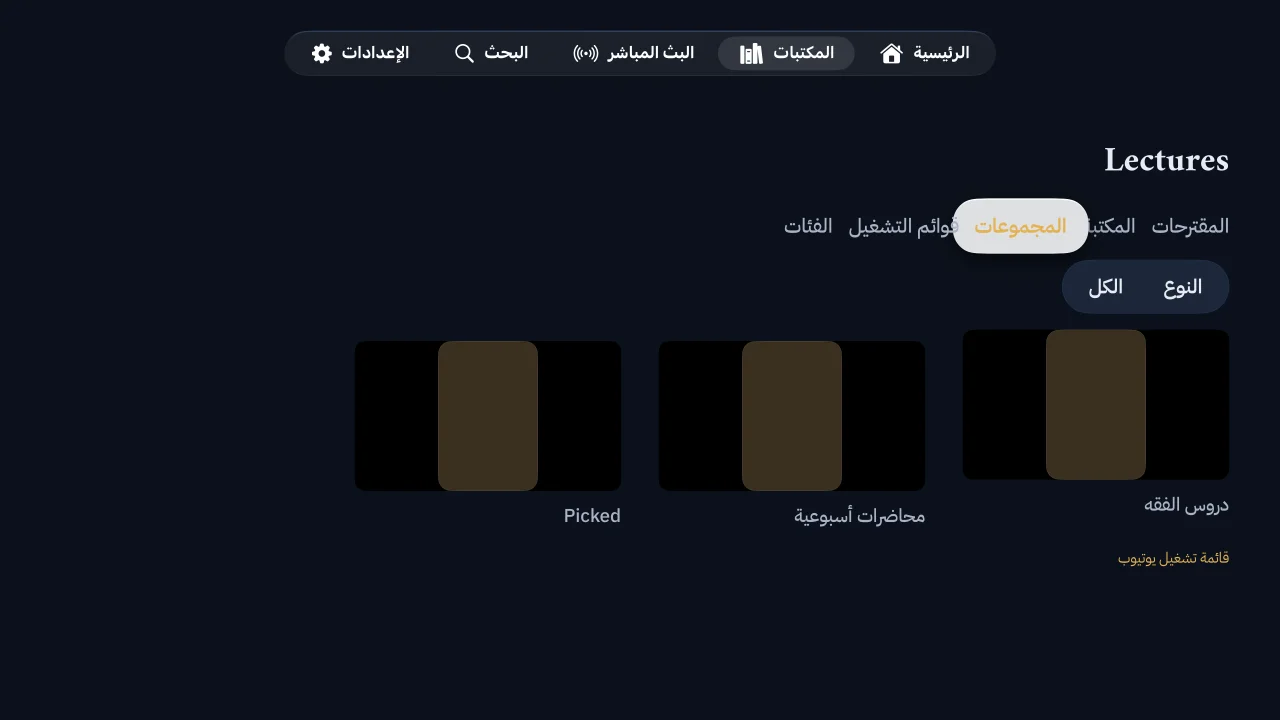 الرئيسية المكتبات البث المباشر البحث الإعدادات
Lectures
المقترحات المجموعات قوائم التشغيل الفئات
النوع الكل
دروس الفقه محاضرات أسبوعية Picked
قائمة تشغيل يوتيوب